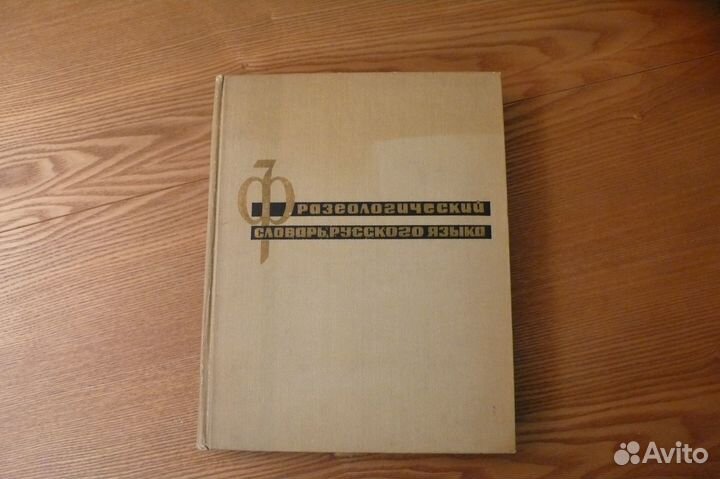 Фразеологический
словарь русского языка
Avito